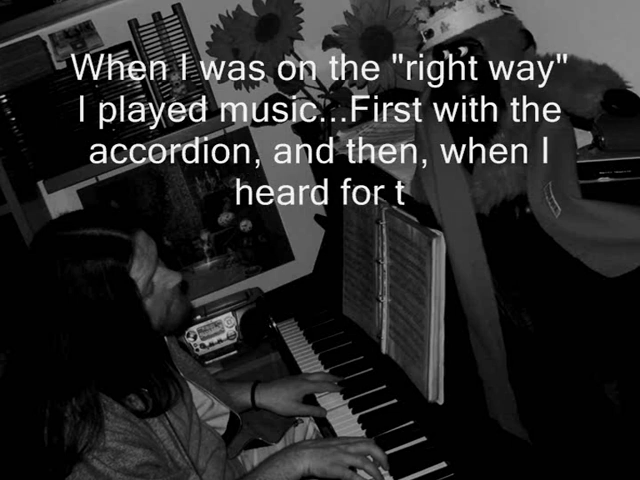 When I was on the "right way"
I played music...First with the
accordion, and then, when I
heard for t